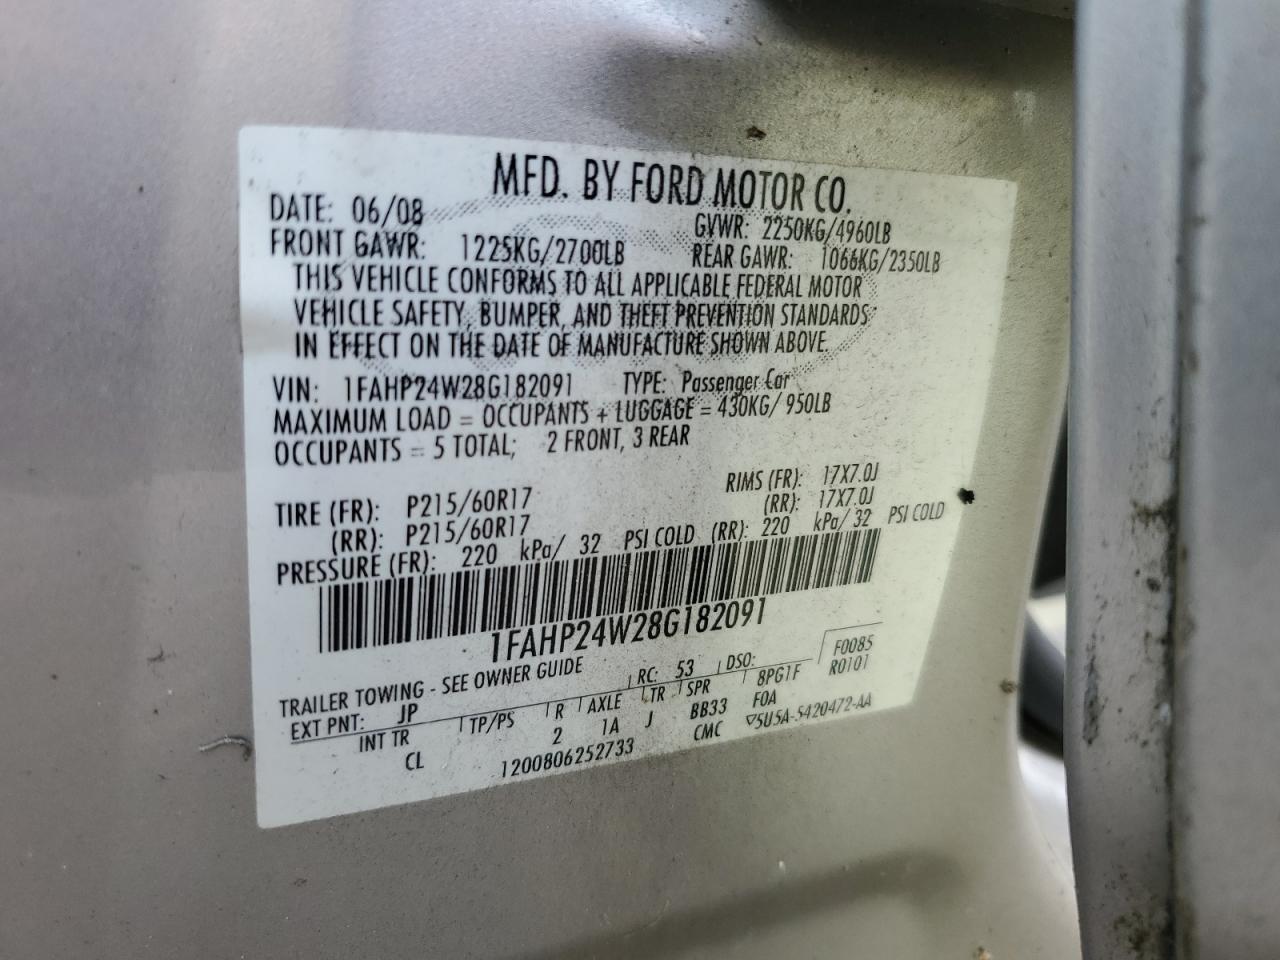 MFD. BY FORD MOTOR CO.
DATE: 06/08 GVWR: 2250KG/4960LB
FRONT GAWR: 1225KG/2700LB REAR GAWR: 1066KG/2350LB
THIS VEHICLE CONFORMS TO ALL APPLICABLE FEDERAL MOTOR
VEHICLE SAFETY, BUMPER, AND THEFT PREVENTION STANDARDS
IN EFFECT ON THE DATE OF MANUFACTURE SHOWN ABOVE.
VIN: 1FAHP24W28G182091 TYPE: Passenger Car
MAXIMUM LOAD = OCCUPANTS + LUGGAGE = 430KG/ 950LB
OCCUPANTS = 5 TOTAL; 2 FRONT, 3 REAR
TIRE (FR): P215/60R17 RIMS (FR): 17X7.0J
(RR): P215/60R17 (RR): 17X7.0J
PRESSURE (FR): 220 kPa/ 32 PSI COLD (RR): 220 kPa/ 32 PSI COLD
1FAHP24W28G182091
TRAILER TOWING - SEE OWNER GUIDE
EXT PNT: JP RC: 53 DSO: F0085
INT TR TP/PS R AXLE TR SPR 8PG1F R0101
CL 2 1A J BB33 FOA
1200806252733 CMC ▽5U5A-5420472-AA